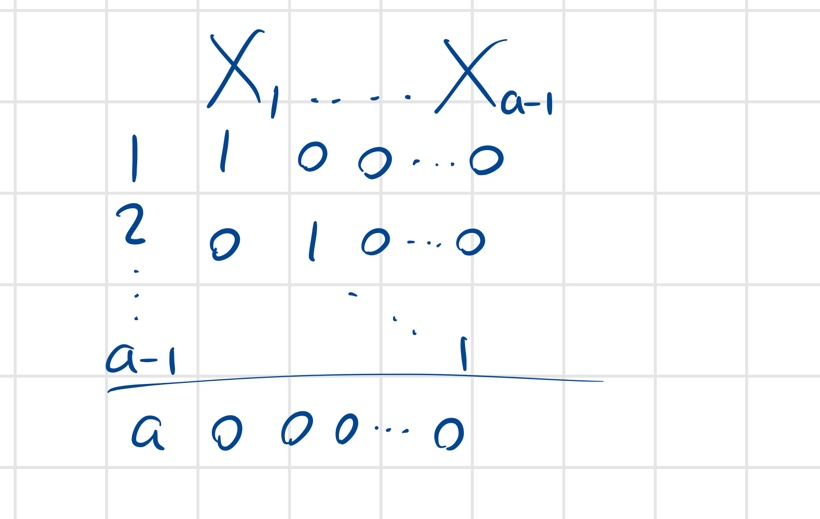 X₁ .... Xₐ₋₁
1 1 0 0 ... 0
2 0 1 0 ... 0
⋮ ⋱
a-1 1
a 0 0 0 ... 0